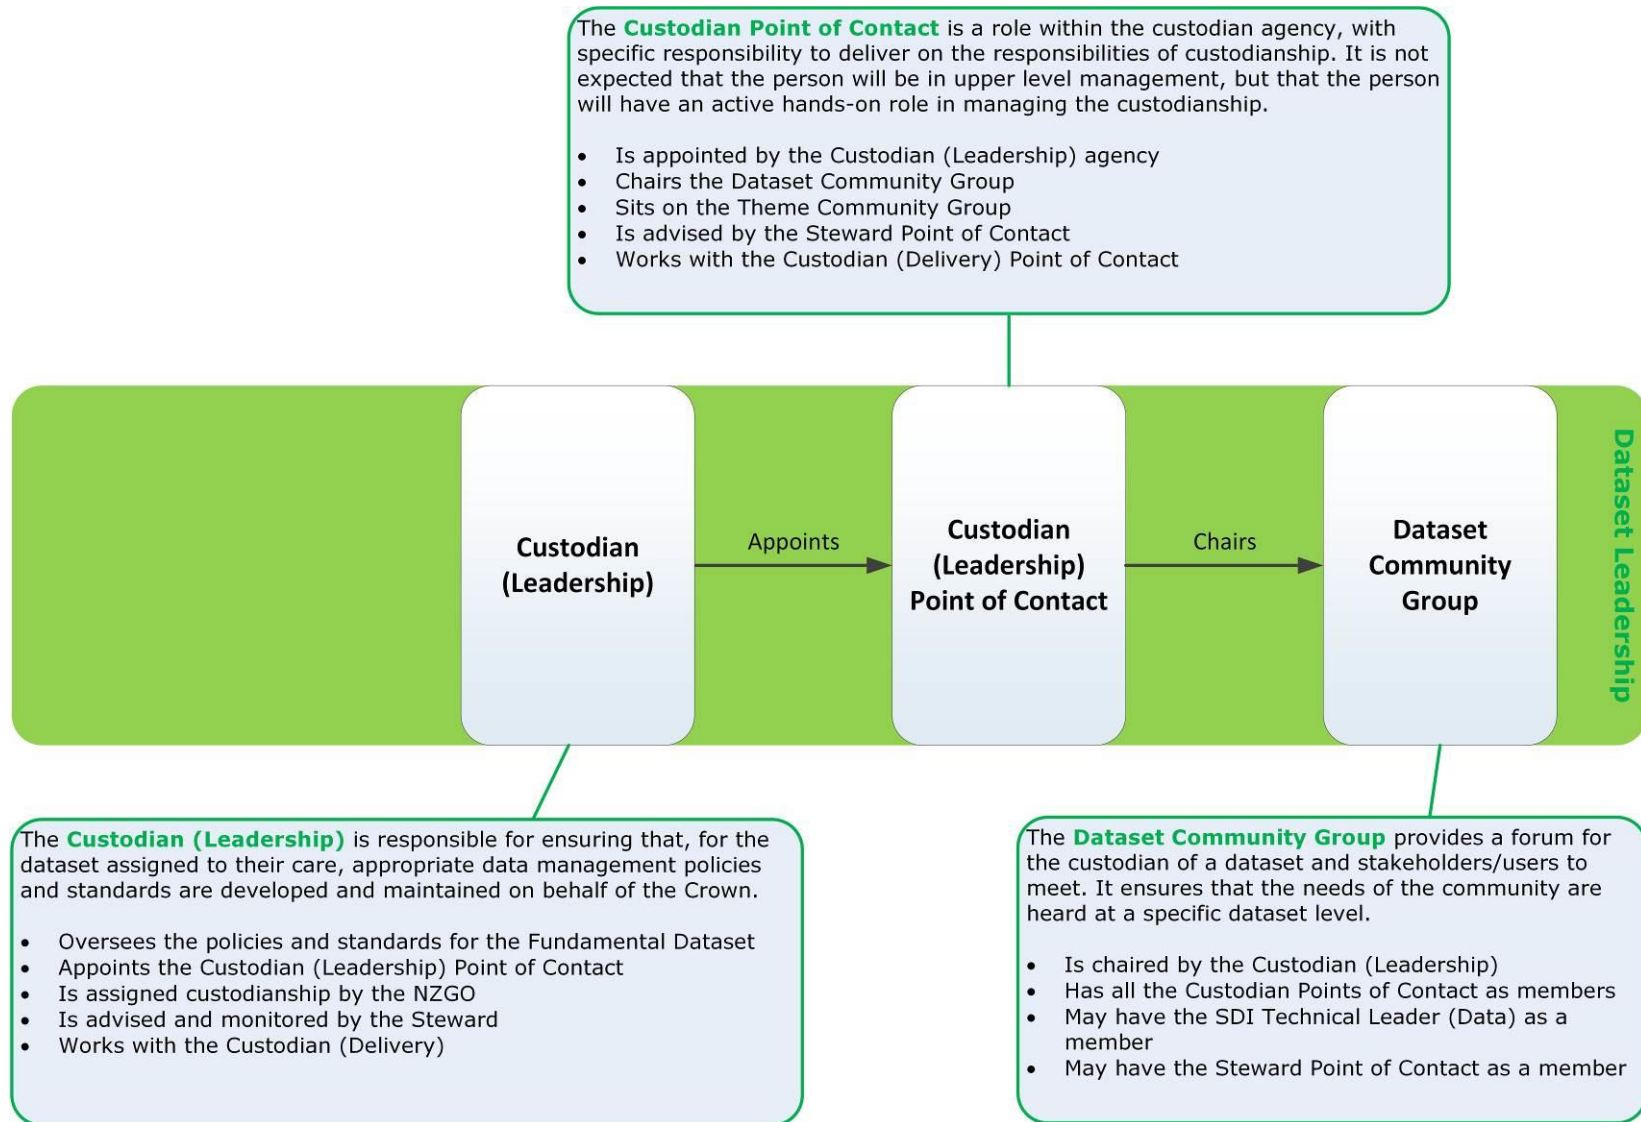 The Custodian Point of Contact is a role within the custodian agency, with
specific responsibility to deliver on the responsibilities of custodianship. It is not
expected that the person will be in upper level management, but that the person
will have an active hands-on role in managing the custodianship.
• Is appointed by the Custodian (Leadership) agency
• Chairs the Dataset Community Group
• Sits on the Theme Community Group
• Is advised by the Steward Point of Contact
• Works with the Custodian (Delivery) Point of Contact
Custodian
(Leadership)
Appoints
Custodian
(Leadership)
Point of Contact
Chairs
Dataset
Community
Group
Dataset Leadership
The Custodian (Leadership) is responsible for ensuring that, for the
dataset assigned to their care, appropriate data management policies
and standards are developed and maintained on behalf of the Crown.
• Oversees the policies and standards for the Fundamental Dataset
• Appoints the Custodian (Leadership) Point of Contact
• Is assigned custodianship by the NZGO
• Is advised and monitored by the Steward
• Works with the Custodian (Delivery)
The Dataset Community Group provides a forum for
the custodian of a dataset and stakeholders/users to
meet. It ensures that the needs of the community are
heard at a specific dataset level.
• Is chaired by the Custodian (Leadership)
• Has all the Custodian Points of Contact as members
• May have the SDI Technical Leader (Data) as a
member
• May have the Steward Point of Contact as a member